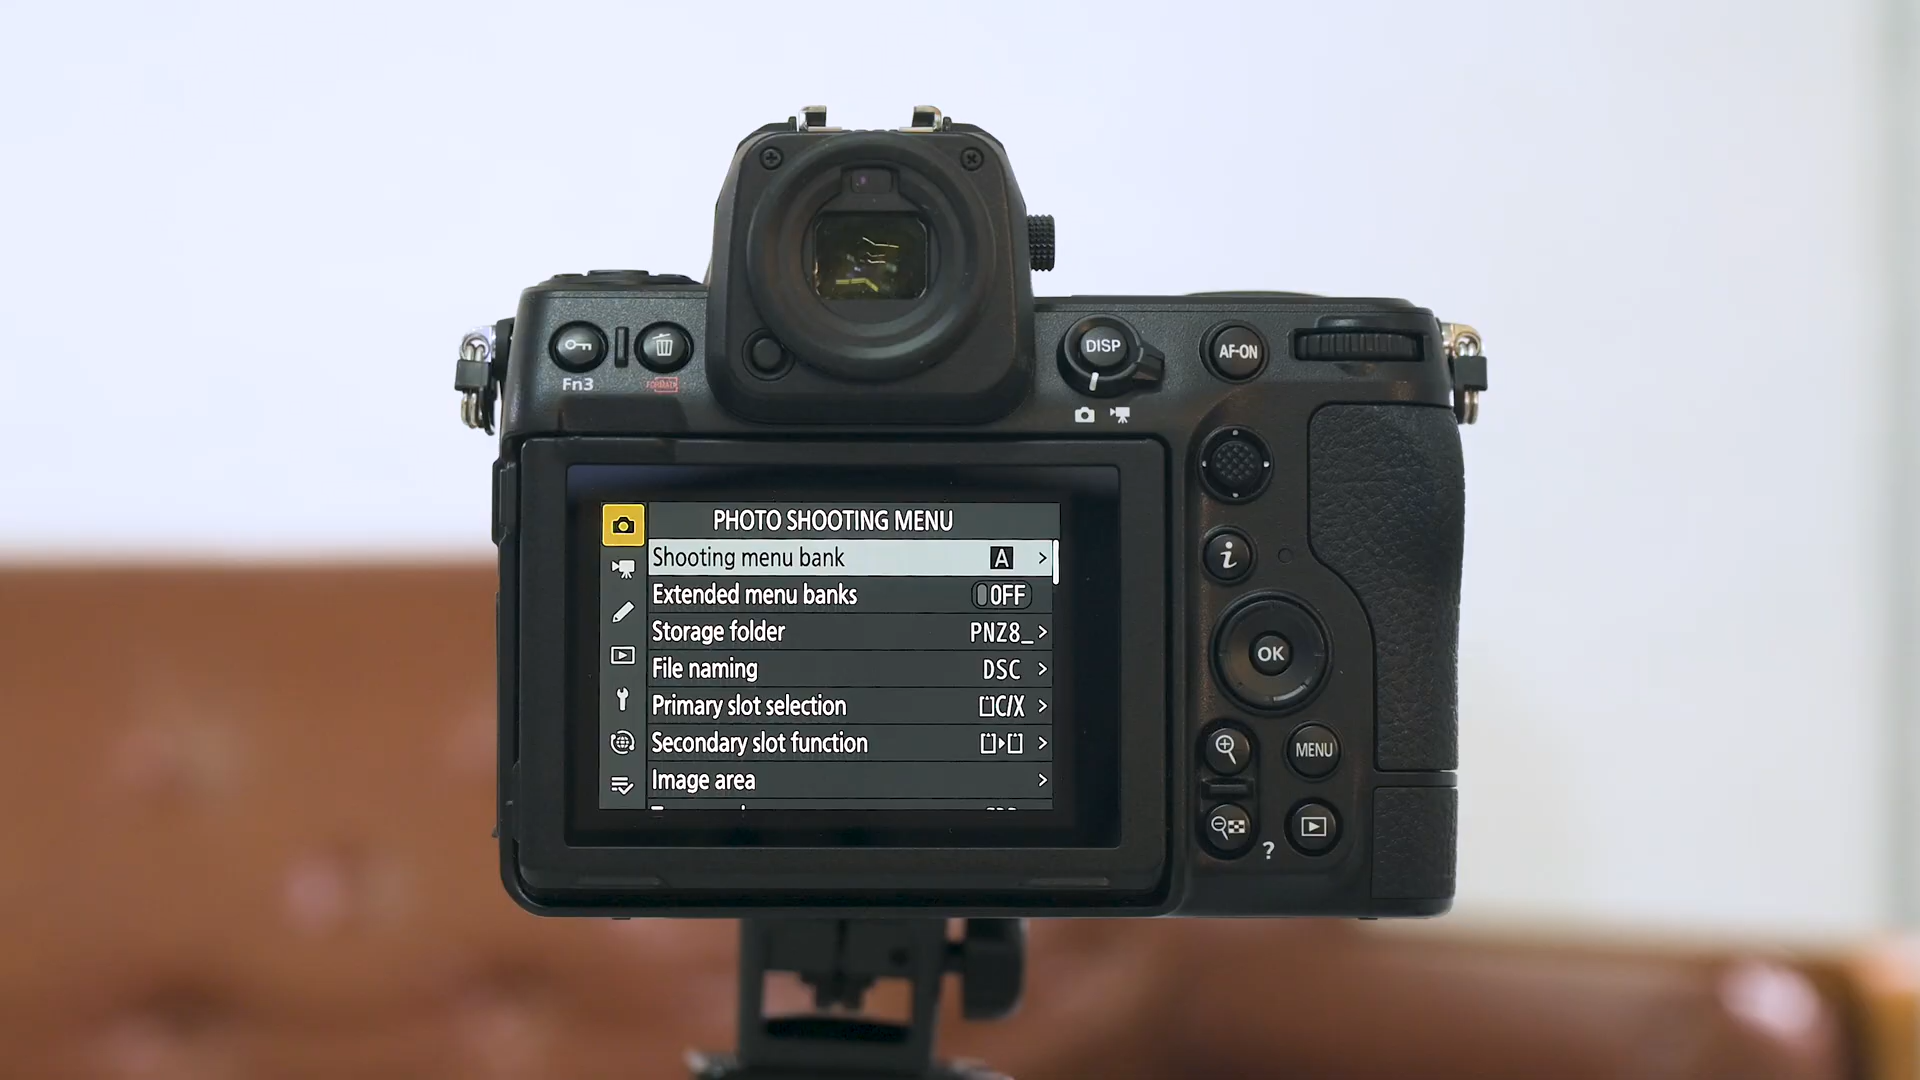 DISP
AF-ON
Fn3
FORMAT
PHOTO SHOOTING MENU
Shooting menu bank A >
Extended menu banks OFF
Storage folder PNZ8_ >
File naming DSC >
Primary slot selection C/X >
Secondary slot function >
Image area >
i
OK
MENU
?